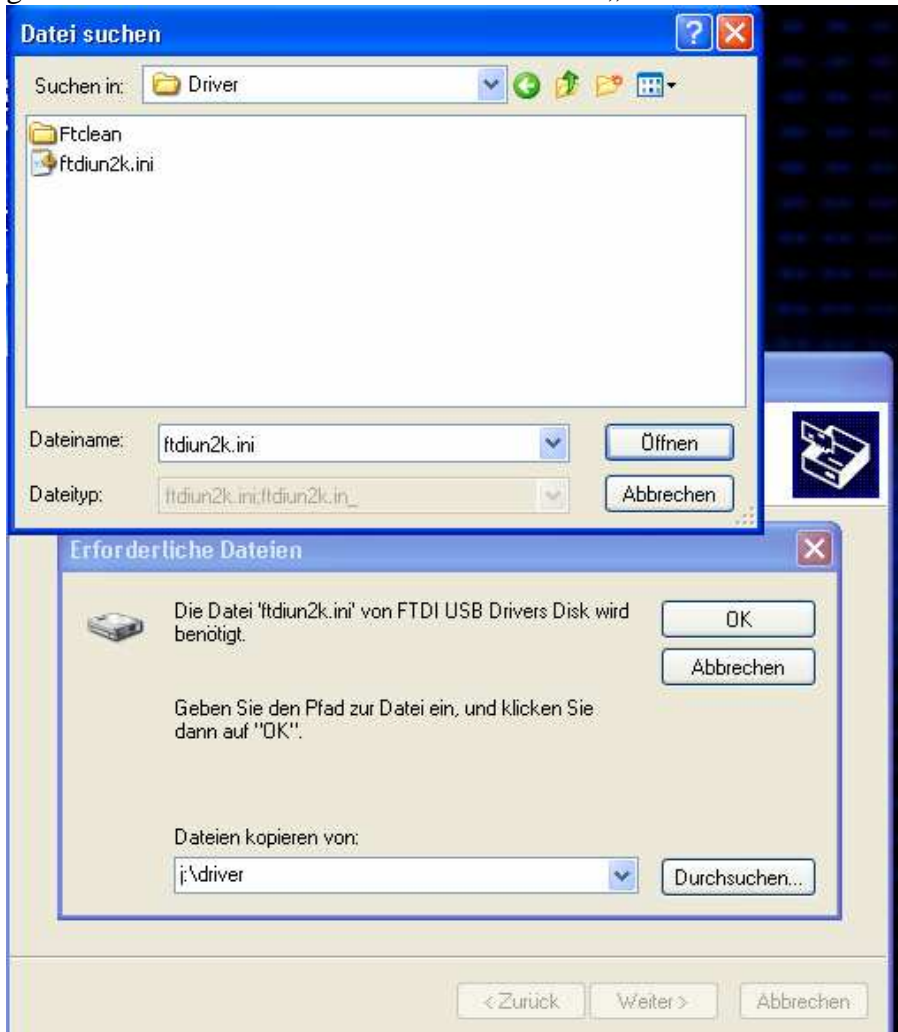 g „
Datei suchen
Suchen in: Driver
Ftclean
ftdiun2k.ini
Dateiname: ftdiun2k.ini Öffnen
Dateityp: ftdiun2k.ini;ftdiun2k.in_ Abbrechen
Erforderliche Dateien
Die Datei 'ftdiun2k.ini' von FTDI USB Drivers Disk wird
benötigt.
OK
Abbrechen
Geben Sie den Pfad zur Datei ein, und klicken Sie
dann auf "OK".
Dateien kopieren von:
j:\driver Durchsuchen...
< Zurück Weiter > Abbrechen